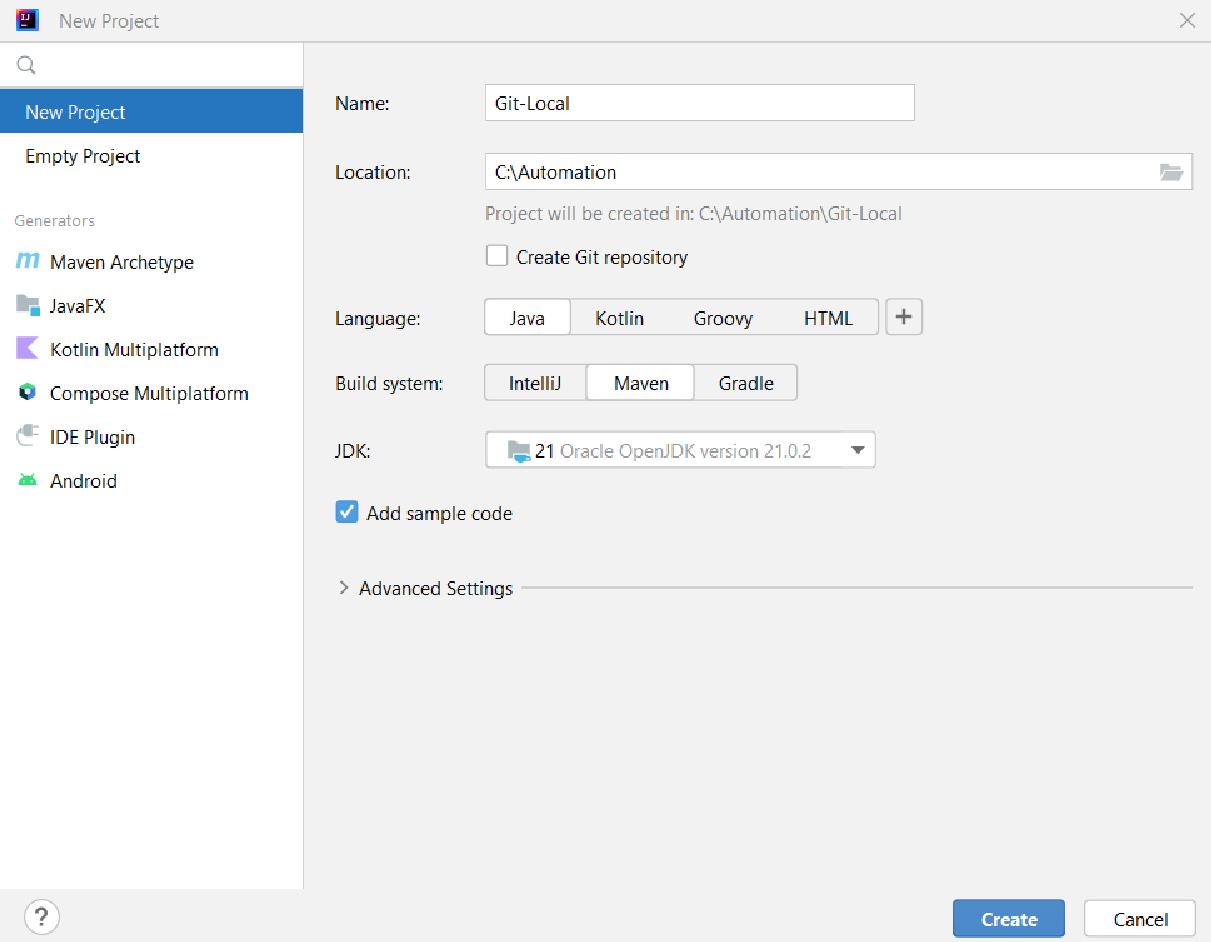 New Project
New Project
Empty Project
Generators
Maven Archetype
JavaFX
Kotlin Multiplatform
Compose Multiplatform
IDE Plugin
Android
Name: Git-Local
Location: C:\Automation
Project will be created in: C:\Automation\Git-Local
Create Git repository
Language: Java Kotlin Groovy HTML +
Build system: IntelliJ Maven Gradle
JDK: 21 Oracle OpenJDK version 21.0.2
Add sample code
Advanced Settings
? Create Cancel